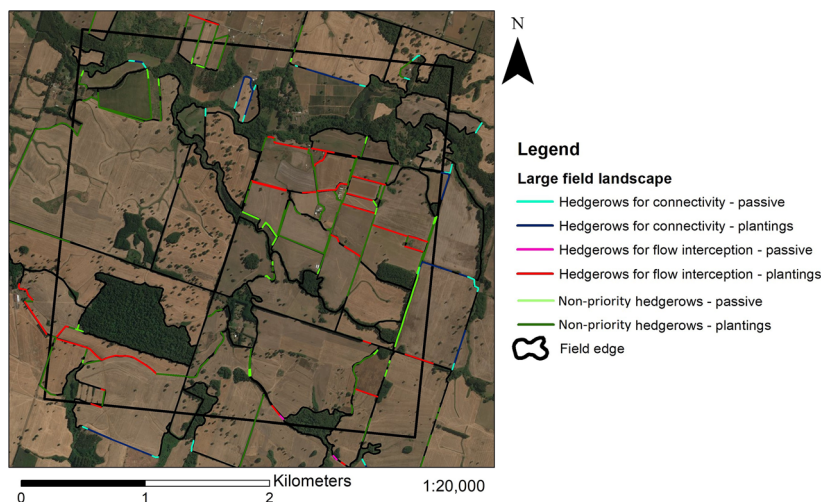 N
Legend
Large field landscape
Hedgerows for connectivity - passive
Hedgerows for connectivity - plantings
Hedgerows for flow interception - passive
Hedgerows for flow interception - plantings
Non-priority hedgerows - passive
Non-priority hedgerows - plantings
Field edge
Kilometers
0 1 2
1:20,000